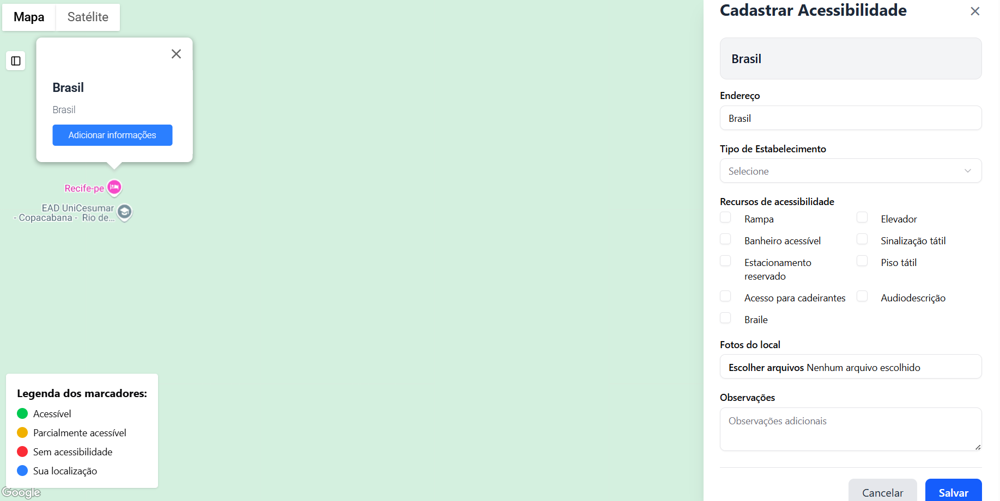 Mapa
Satélite
Brasil
Brasil
Adicionar informações
Recife-pe
EAD UniCesumar
- Copacabana - Rio de...
Legenda dos marcadores:
Acessível
Parcialmente acessível
Sem acessibilidade
Sua localização
Google
Cadastrar Acessibilidade
Brasil
Endereço
Brasil
Tipo de Estabelecimento
Selecione
Recursos de acessibilidade
Rampa
Elevador
Banheiro acessível
Sinalização tátil
Estacionamento
reservado
Piso tátil
Acesso para cadeirantes
Audiodescrição
Braile
Fotos do local
Escolher arquivos Nenhum arquivo escolhido
Observações
Observações adicionais
Cancelar
Salvar